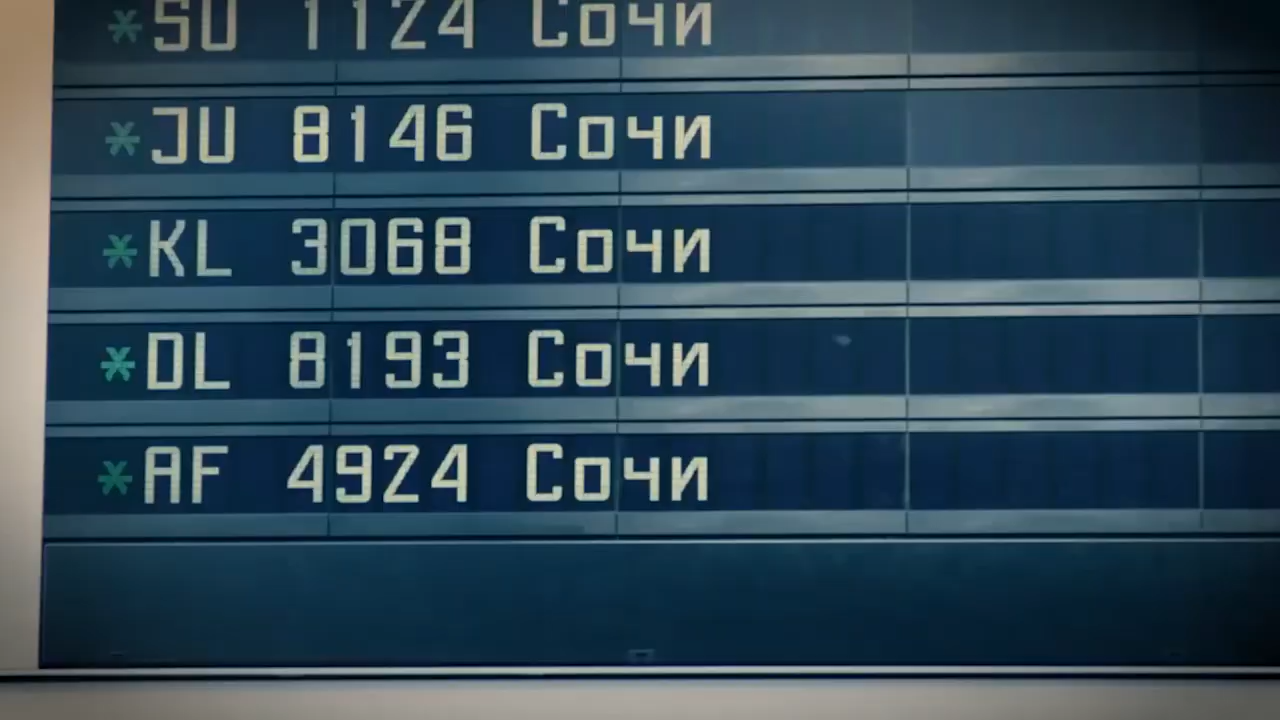 *SU 1124 Сочи
*JU 8146 Сочи
*KL 3068 Сочи
*DL 8193 Сочи
*AF 4924 Сочи